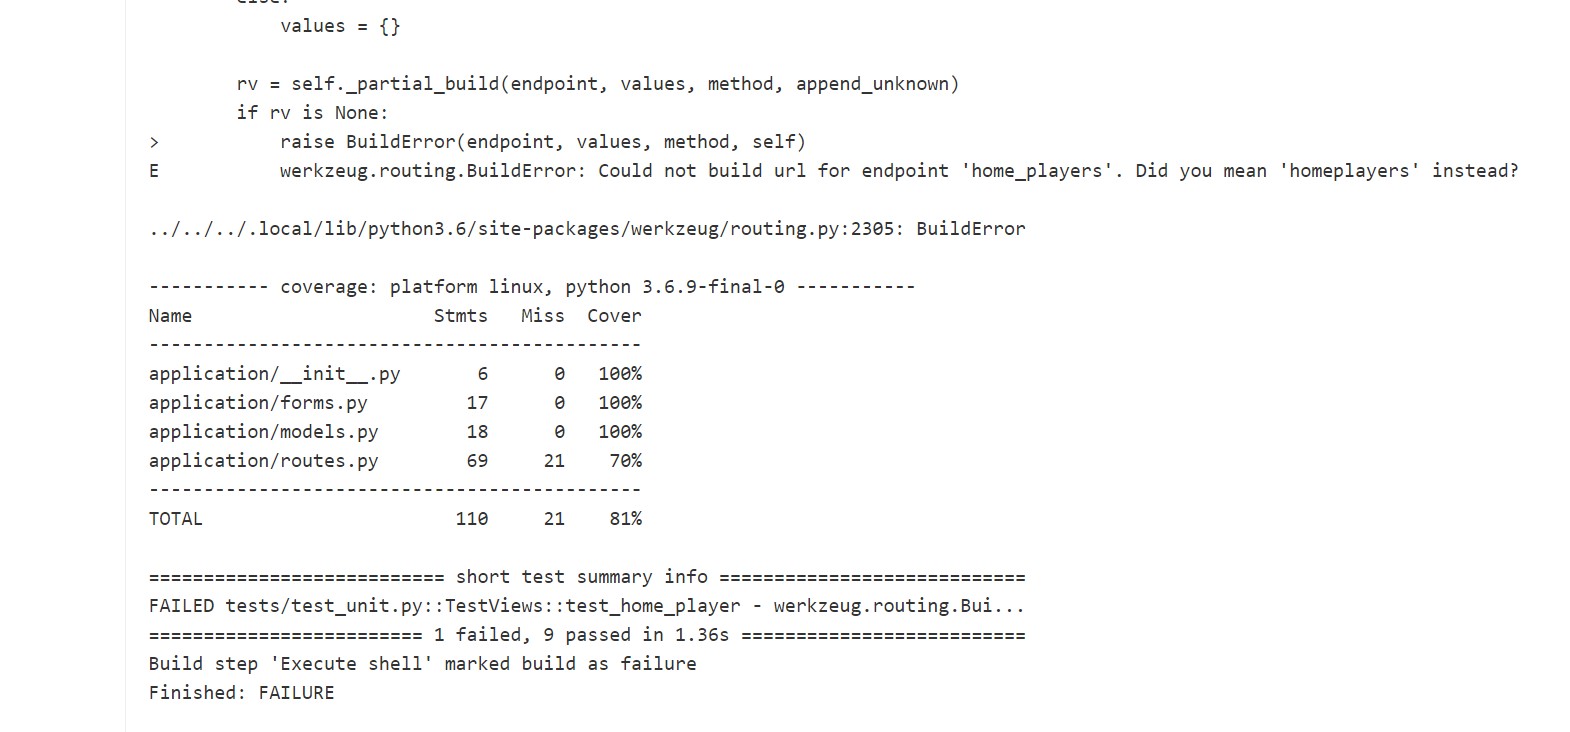 else:
values = {}
rv = self._partial_build(endpoint, values, method, append_unknown)
if rv is None:
> raise BuildError(endpoint, values, method, self)
E werkzeug.routing.BuildError: Could not build url for endpoint 'home_players'. Did you mean 'homeplayers' instead?
../../../.local/lib/python3.6/site-packages/werkzeug/routing.py:2305: BuildError
----------- coverage: platform linux, python 3.6.9-final-0 -----------
Name Stmts Miss Cover
---------------------------------------------
application/__init__.py 6 0 100%
application/forms.py 17 0 100%
application/models.py 18 0 100%
application/routes.py 69 21 70%
---------------------------------------------
TOTAL 110 21 81%
=========================== short test summary info ============================
FAILED tests/test_unit.py::TestViews::test_home_player - werkzeug.routing.Bui...
========================= 1 failed, 9 passed in 1.36s ==========================
Build step 'Execute shell' marked build as failure
Finished: FAILURE